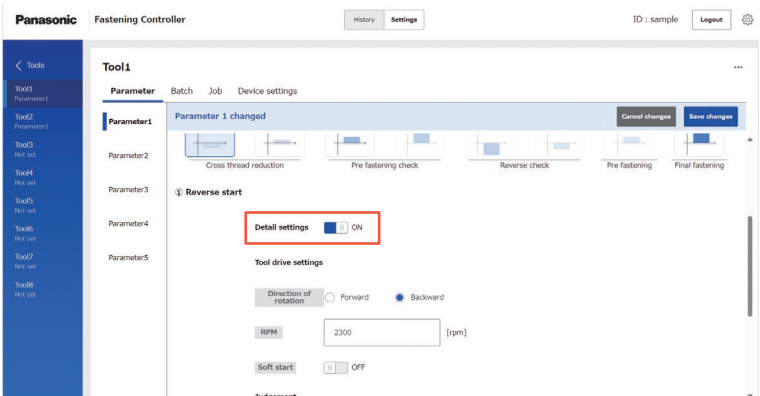 Panasonic Fastening Controller History Settings ID : sample Logout
Tools
Tool1
Parameter1
Tool2
Parameter1
Tool3
Not set
Tool4
Not set
Tool5
Not set
Tool6
Not set
Tool7
Not set
Tool8
Not set
Tool1
Parameter Batch Job Device settings
Parameter1
Parameter2
Parameter3
Parameter4
Parameter5
Parameter 1 changed Cancel changes Save changes
Cross thread reduction Pre fastening check Reverse check Pre fastening Final fastening
① Reverse start
Detail settings ON
Tool drive settings
Direction of
rotation Forward Backward
RPM 2300 [rpm]
Soft start OFF
Judgement